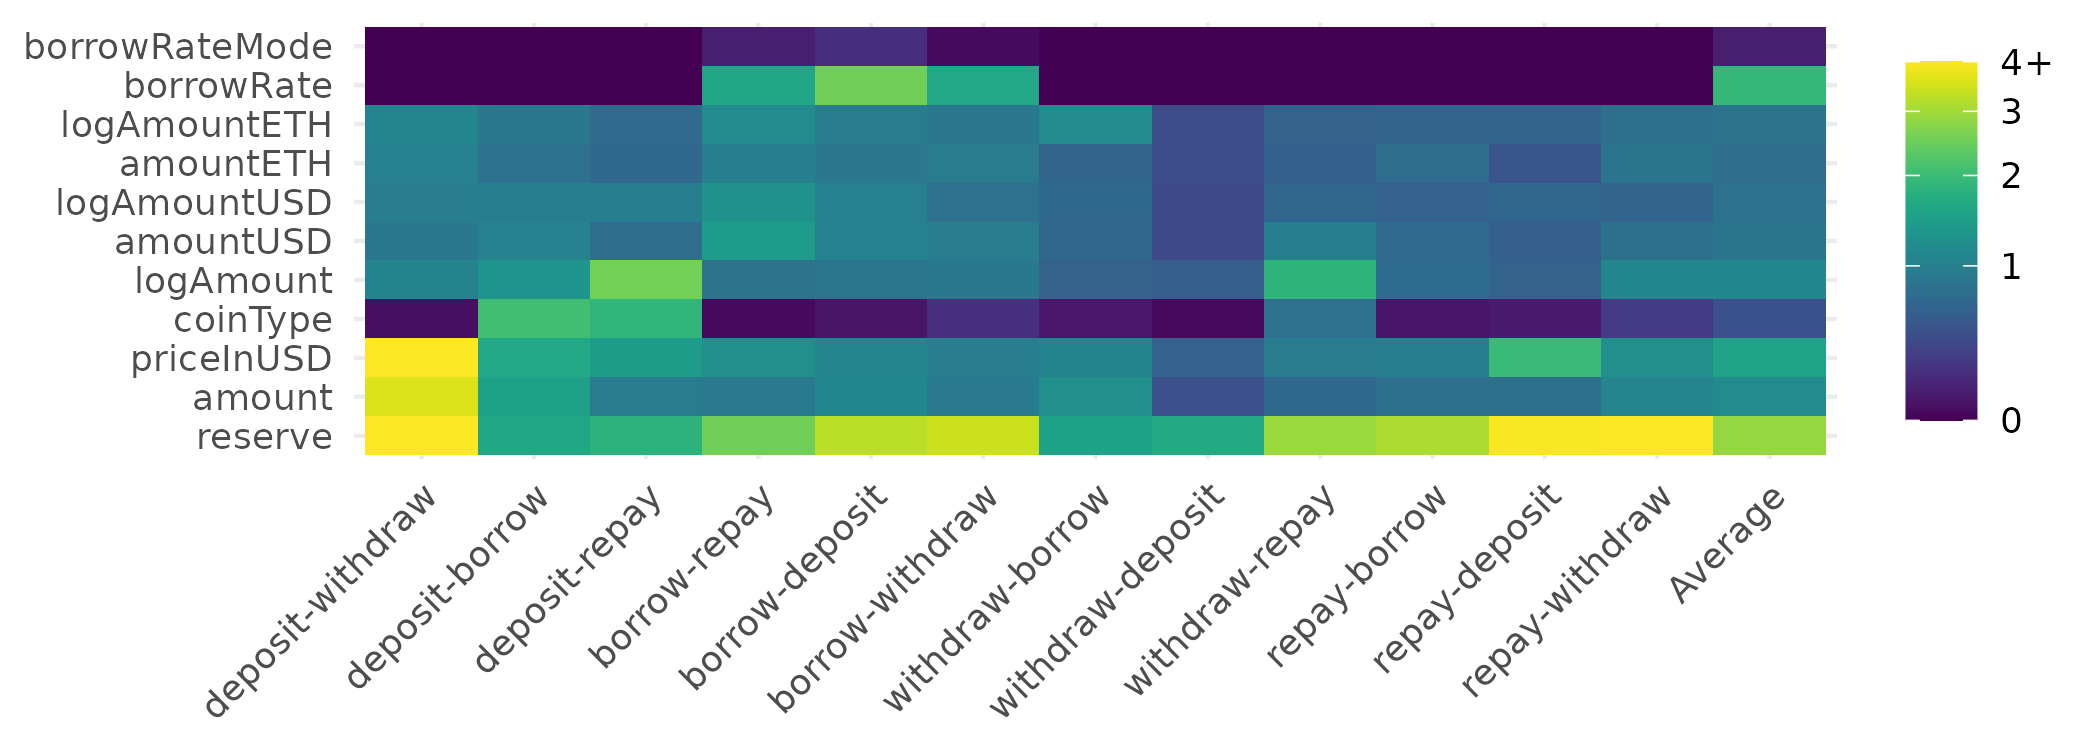 borrowRateMode
borrowRate
logAmountETH
amountETH
logAmountUSD
amountUSD
logAmount
coinType
priceInUSD
amount
reserve
deposit-withdraw
deposit-borrow
deposit-repay
borrow-repay
borrow-deposit
borrow-withdraw
withdraw-borrow
withdraw-deposit
withdraw-repay
repay-borrow
repay-deposit
repay-withdraw
Average
4+
3
2
1
0